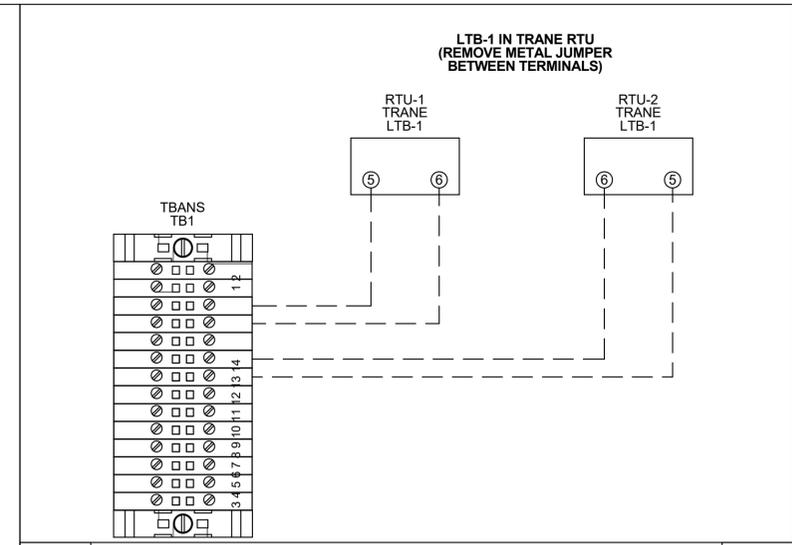 LTB-1 IN TRANE RTU
(REMOVE METAL JUMPER
BETWEEN TERMINALS)
RTU-1
TRANE
LTB-1
RTU-2
TRANE
LTB-1
5
6
6
5
TBANS
TB1
1 2
14
13
12
11
10
9
8
7
6
5
4
3